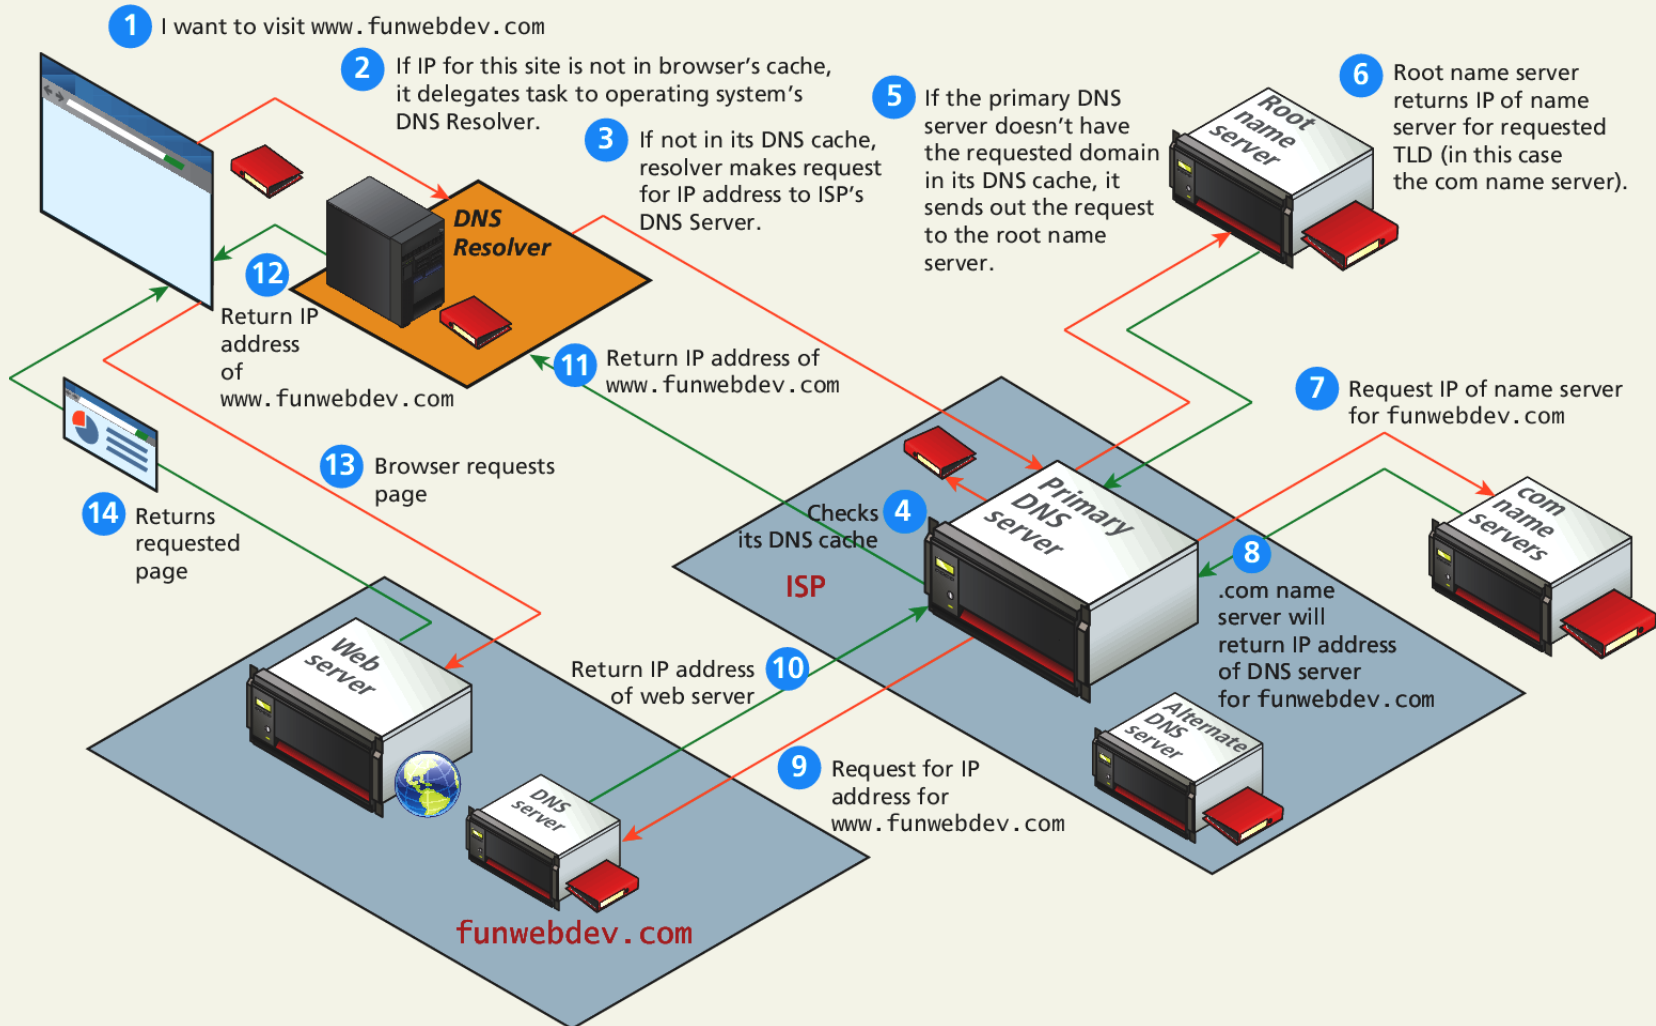 1 I want to visit www.funwebdev.com
2 If IP for this site is not in browser's cache,
it delegates task to operating system's
DNS Resolver.
3 If not in its DNS cache,
resolver makes request
for IP address to ISP's
DNS Server.
5 If the primary DNS
server doesn't have
the requested domain
in its DNS cache, it
sends out the request
to the root name
server.
Root
name
server
6 Root name server
returns IP of name
server for requested
TLD (in this case
the com name server).
DNS
Resolver
12
Return IP
address
of
www.funwebdev.com
11 Return IP address of
www.funwebdev.com
7 Request IP of name server
for funwebdev.com
13 Browser requests
page
14 Returns
requested
page
Checks 4
its DNS cache
ISP
Primary
DNS
server
com
name
servers
8
.com name
server will
return IP address
of DNS server
for funwebdev.com
Web
server
Return IP address 10
of web server
Alternate
DNS
server
9 Request for IP
address for
www.funwebdev.com
DNS
server
funwebdev.com